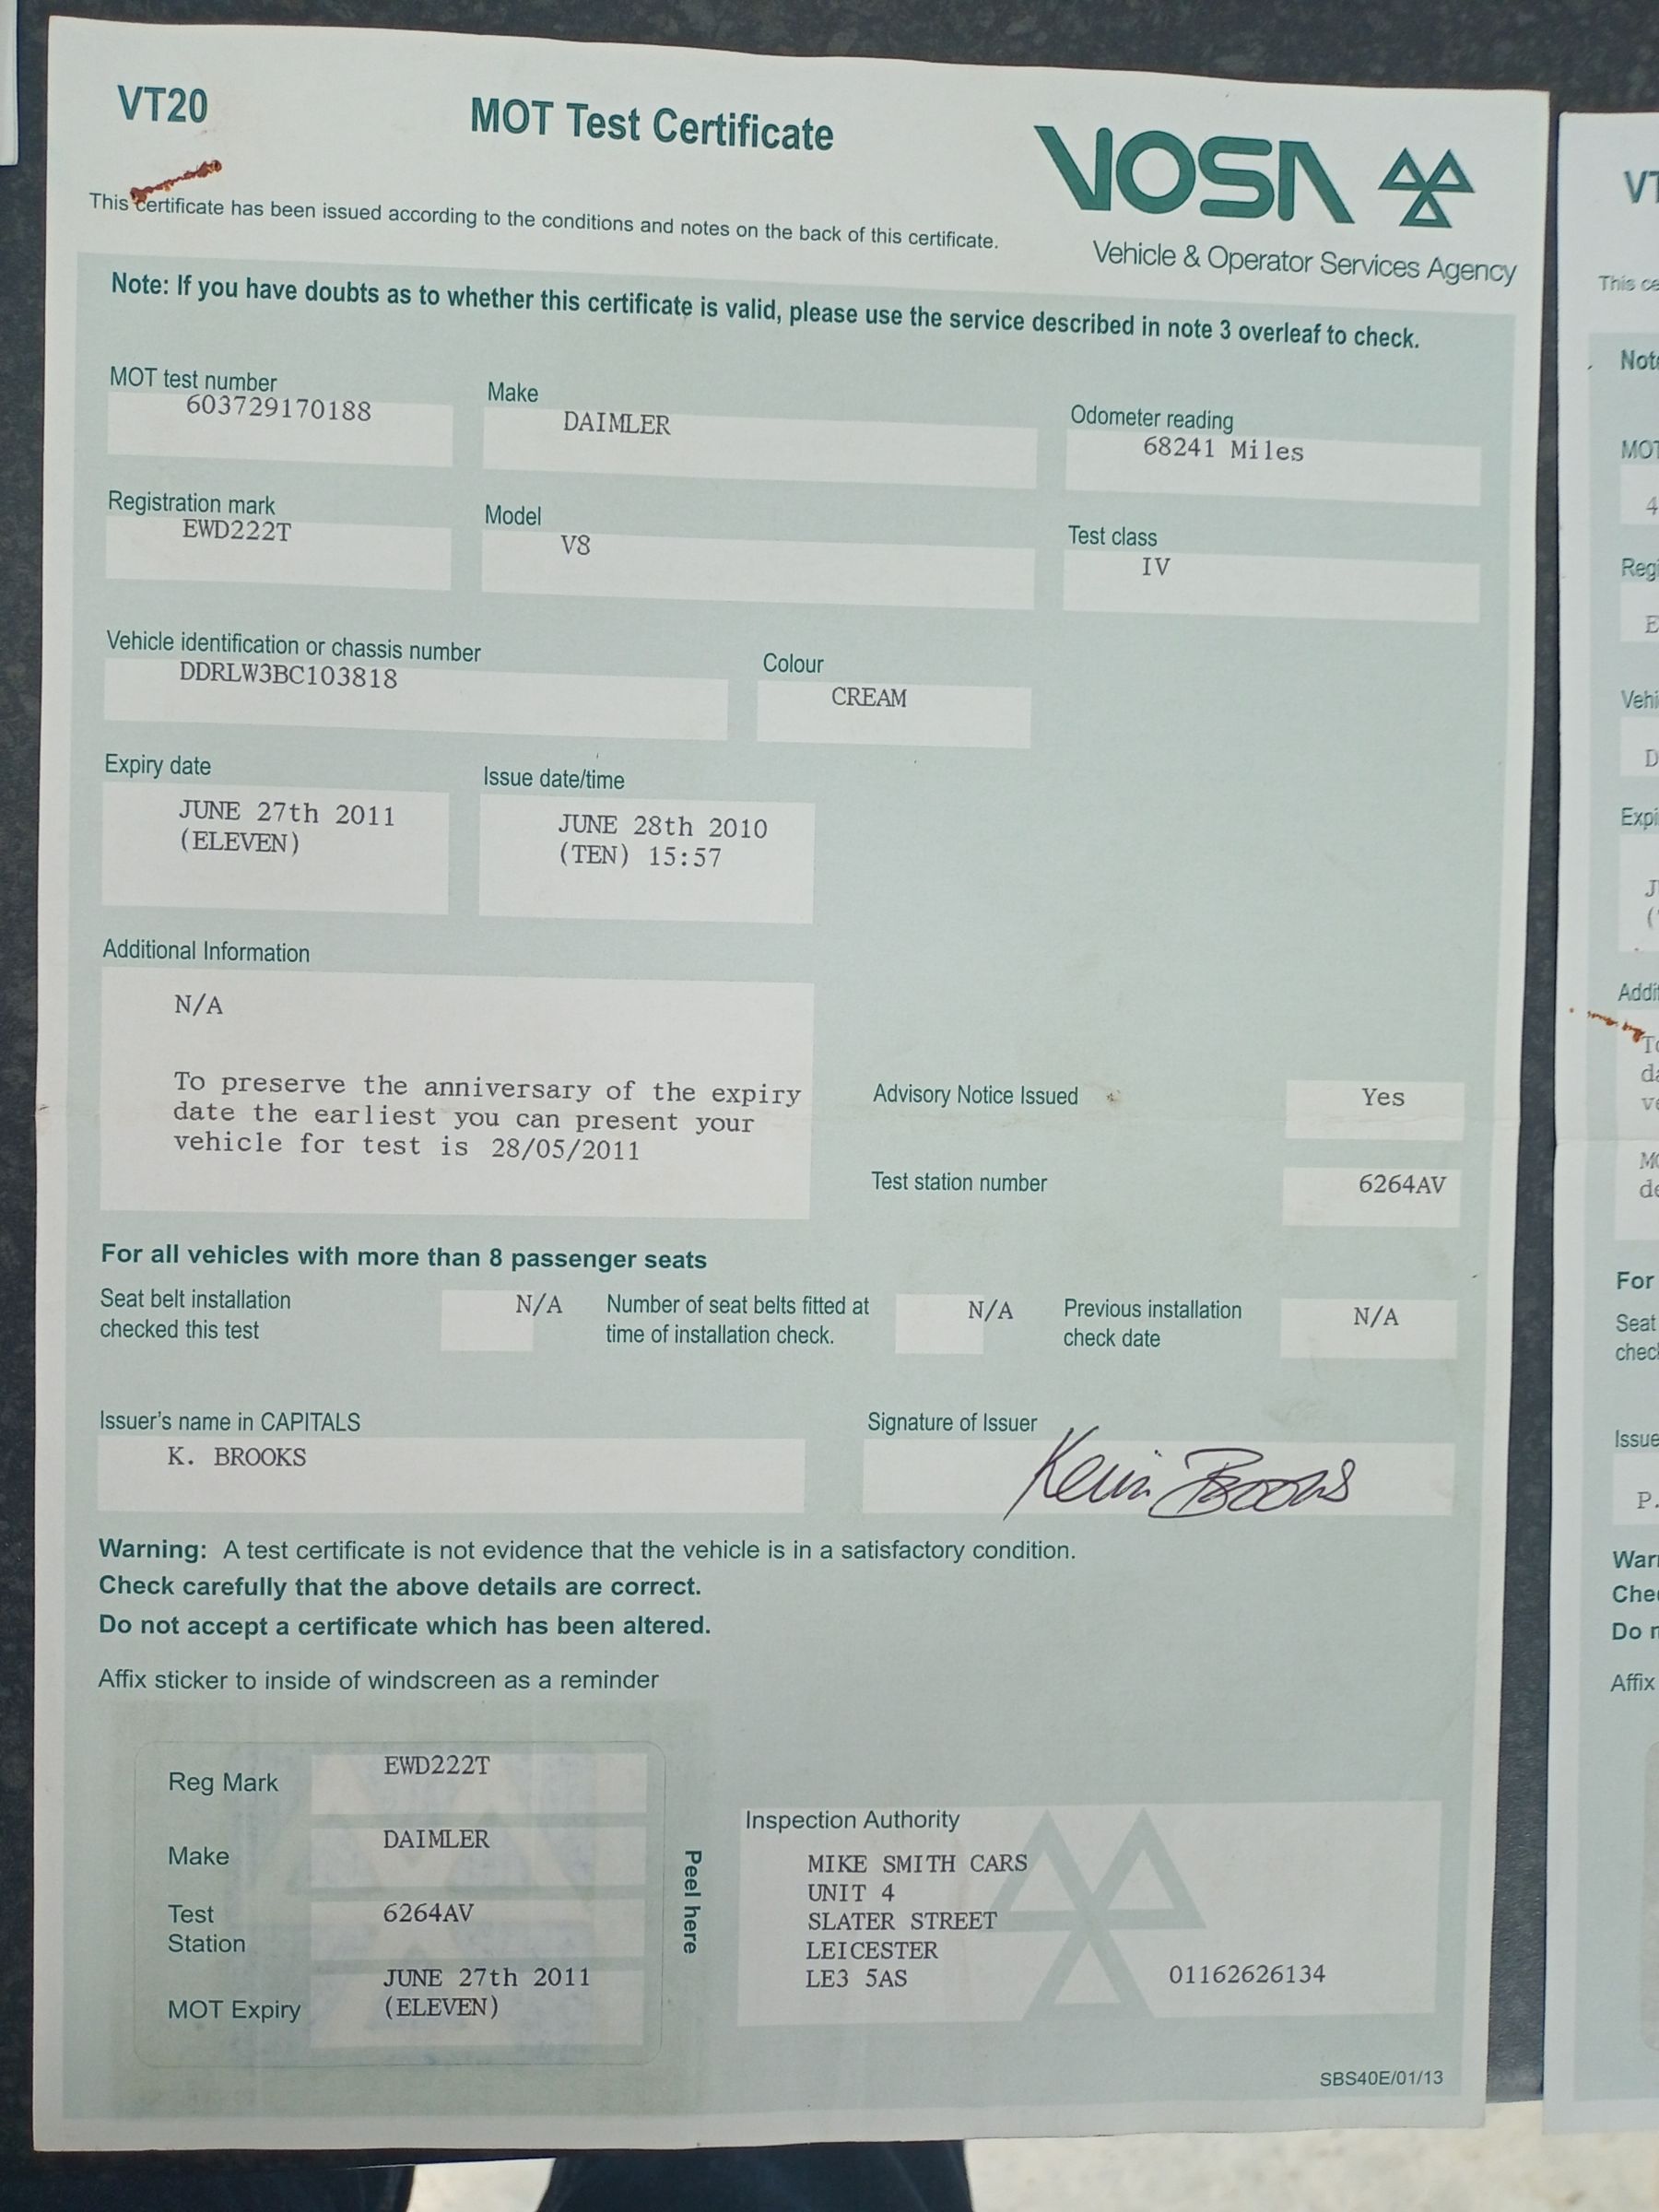 VT20
MOT Test Certificate
VOSA
Vehicle & Operator Services Agency
This certificate has been issued according to the conditions and notes on the back of this certificate.
Note: If you have doubts as to whether this certificate is valid, please use the service described in note 3 overleaf to check.
MOT test number
603729170188
Make
DAIMLER
Odometer reading
68241 Miles
Registration mark
EWD222T
Model
V8
Test class
IV
Vehicle identification or chassis number
DDRLW3BC103818
Colour
CREAM
Expiry date
JUNE 27th 2011
(ELEVEN)
Issue date/time
JUNE 28th 2010
(TEN) 15:57
Additional Information
N/A
To preserve the anniversary of the expiry
date the earliest you can present your
vehicle for test is 28/05/2011
Advisory Notice Issued
Yes
Test station number
6264AV
For all vehicles with more than 8 passenger seats
Seat belt installation
checked this test
N/A
Number of seat belts fitted at
time of installation check.
N/A
Previous installation
check date
N/A
Issuer's name in CAPITALS
K. BROOKS
Signature of Issuer
Kevin Brooks
Warning: A test certificate is not evidence that the vehicle is in a satisfactory condition.
Check carefully that the above details are correct.
Do not accept a certificate which has been altered.
Affix sticker to inside of windscreen as a reminder
Reg Mark
EWD222T
Make
DAIMLER
Test
Station
6264AV
MOT Expiry
JUNE 27th 2011
(ELEVEN)
Peel here
Inspection Authority
MIKE SMITH CARS
UNIT 4
SLATER STREET
LEICESTER
LE3 5AS
01162626134
SBS40E/01/13
This
MOT
For
Seat
P.
Do
Affix